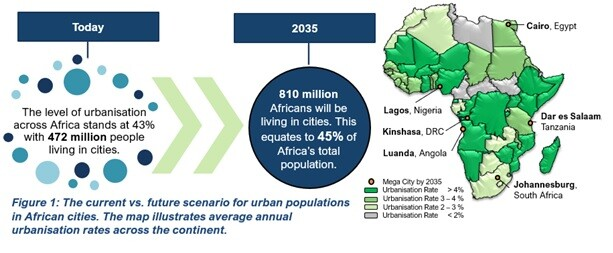 Today
The level of urbanisation
across Africa stands at 43%
with 472 million people
living in cities.
2035
810 million
Africans will be
living in cities. This
equates to 45% of
Africa's total
population.
Cairo, Egypt
Lagos, Nigeria
Kinshasa, DRC
Luanda, Angola
Dar es Salaam
Tanzania
Johannesburg,
South Africa
Mega City by 2035
Urbanisation Rate > 4%
Urbanisation Rate 3 – 4 %
Urbanisation Rate 2 – 3 %
Urbanisation Rate < 2%
Figure 1: The current vs. future scenario for urban populations
in African cities. The map illustrates average annual
urbanisation rates across the continent.